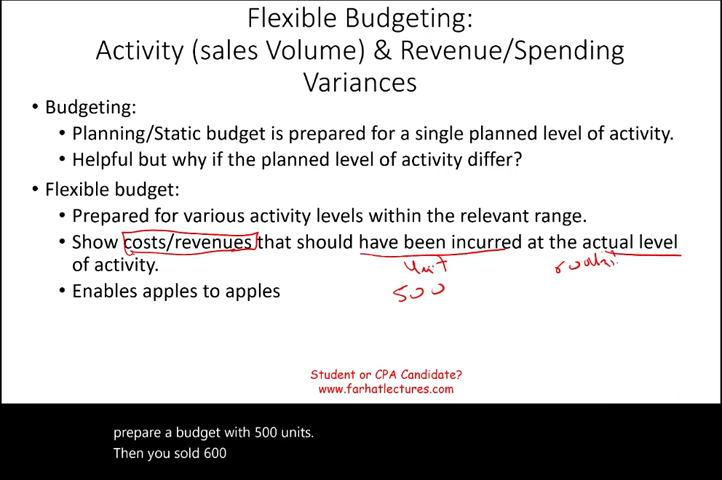 Flexible Budgeting:
Activity (sales Volume) & Revenue/Spending
Variances
• Budgeting:
• Planning/Static budget is prepared for a single planned level of activity.
• Helpful but why if the planned level of activity differ?
• Flexible budget:
• Prepared for various activity levels within the relevant range.
• Show costs/revenues that should have been incurred at the actual level
of activity.
Unit
500
• Enables apples to apples
Student or CPA Candidate?
www.farhatlectures.com
prepare a budget with 500 units.
Then you sold 600